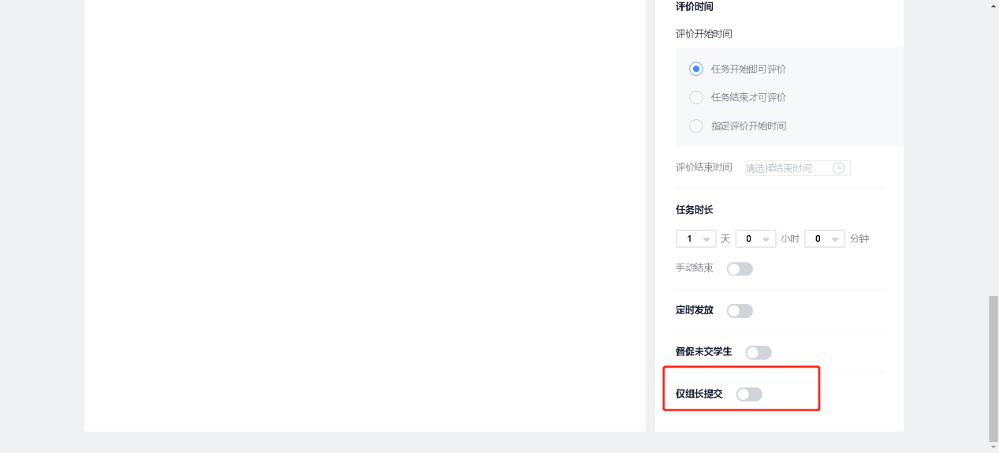 评价时间
评价开始时间
任务开始即可评价
任务结束才可评价
指定评价开始时间
评价结束时间 请选择结束时间
任务时长
1 天 0 小时 0 分钟
手动结束
定时发放
督促未交学生
仅组长提交